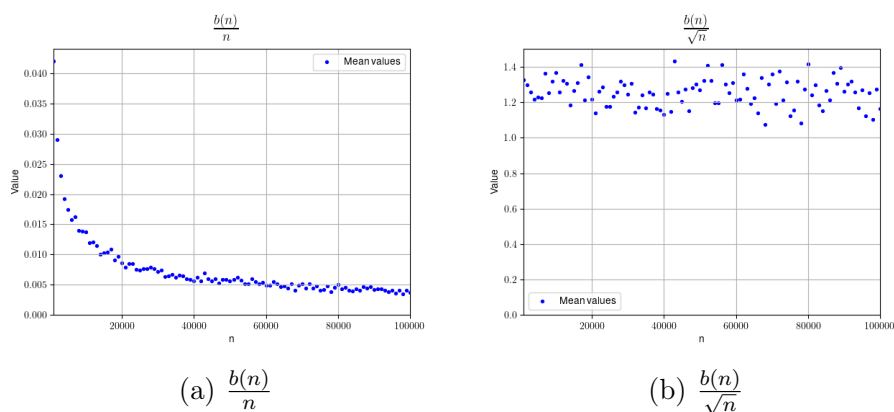 b(n)/n
Mean values
0.040
0.035
0.030
0.025
0.020
0.015
0.010
0.005
0.000
Value
20000 40000 60000 80000 100000
n
(a) b(n)/n
b(n)/√n
1.4
1.2
1.0
0.8
0.6
0.4
0.2
0.0
Value
Mean values
20000 40000 60000 80000 100000
n
(b) b(n)/√n